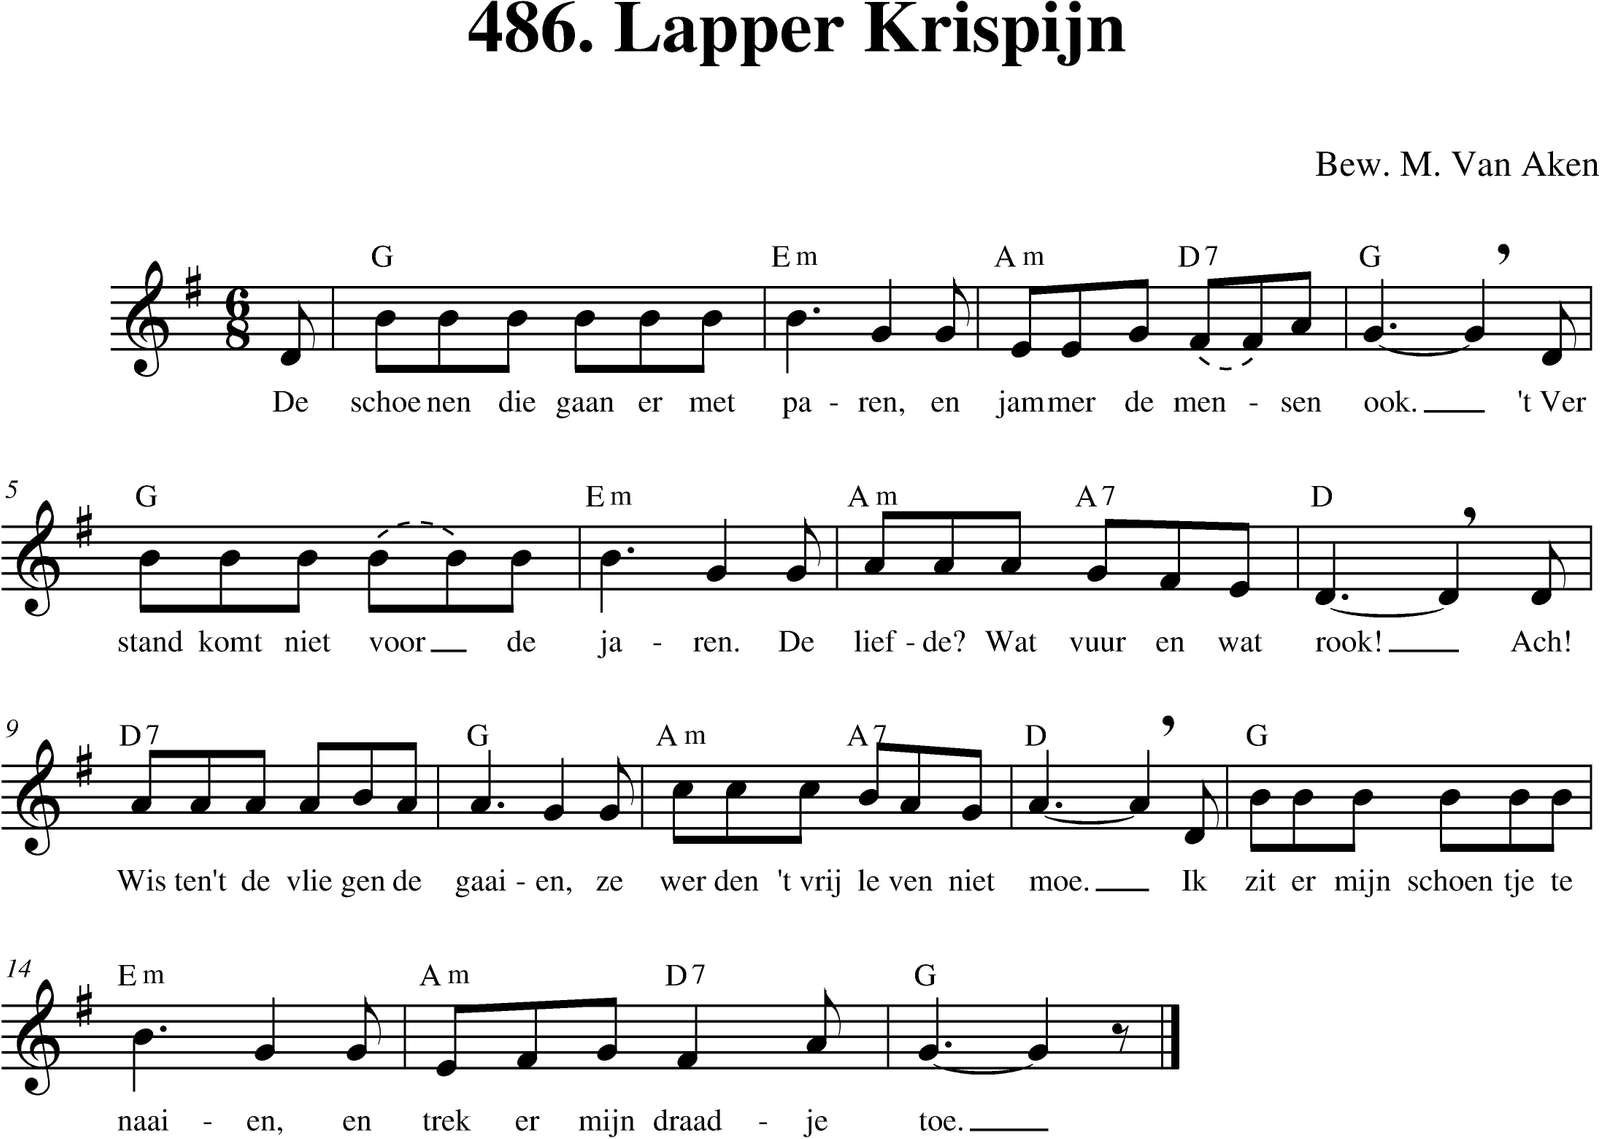 486. Lapper Krispijn
Bew. M. Van Aken
G Em Am D7 G
6
8
De schoe nen die gaan er met pa - ren, en jam mer de men - sen ook. 't Ver
5 G Em Am A7 D
stand komt niet voor de ja - ren. De lief - de? Wat vuur en wat rook! Ach!
9 D7 G Am A7 D G
Wis ten't de vlie gen de gaai - en, ze wer den 't vrij le ven niet moe. Ik zit er mijn schoen tje te
14 Em Am D7 G
naai - en, en trek er mijn draad - je toe.